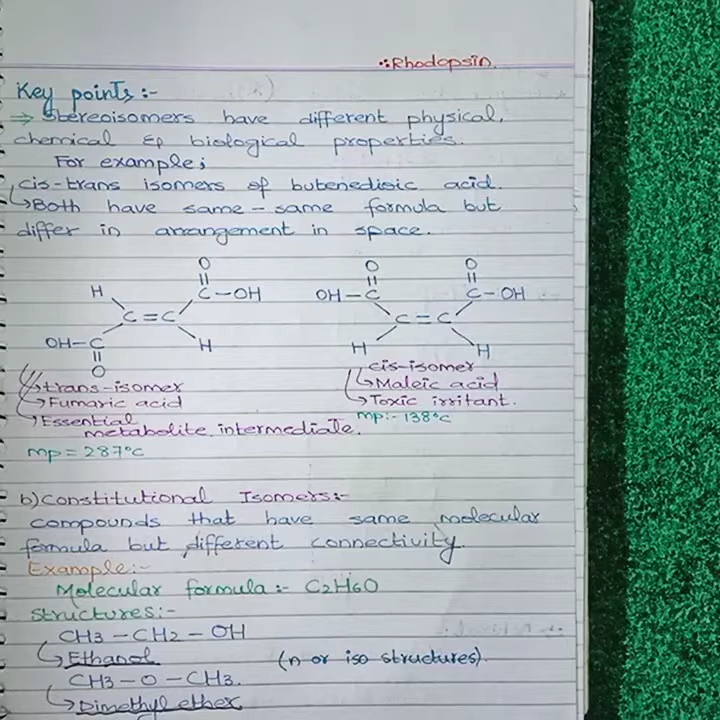 ∴Rhodopsin.
Key points:-
→ Stereoisomers have different physical,
chemical & biological properties.
For example;
cis-trans isomers of butenedioic acid.
↳Both have same-same formula but
differ in arrangement in space.
O O O
H C-OH OH-C C-OH
C=C C=C
OH-C H H H
O
trans-isomer cis-isomer
→Fumaric acid ↳Maleic acid
→Essential ↳Toxic irritant.
metabolite intermediate. mp:- 138°C
mp = 287°C
b)Constitutional Isomers:-
compounds that have same molecular
formula but different connectivity.
Example:-
Molecular formula:- C2H6O
Structures:-
CH3-CH2-OH
↳Ethanol (n or iso structures).
CH3-O-CH3.
↳Dimethyl ether